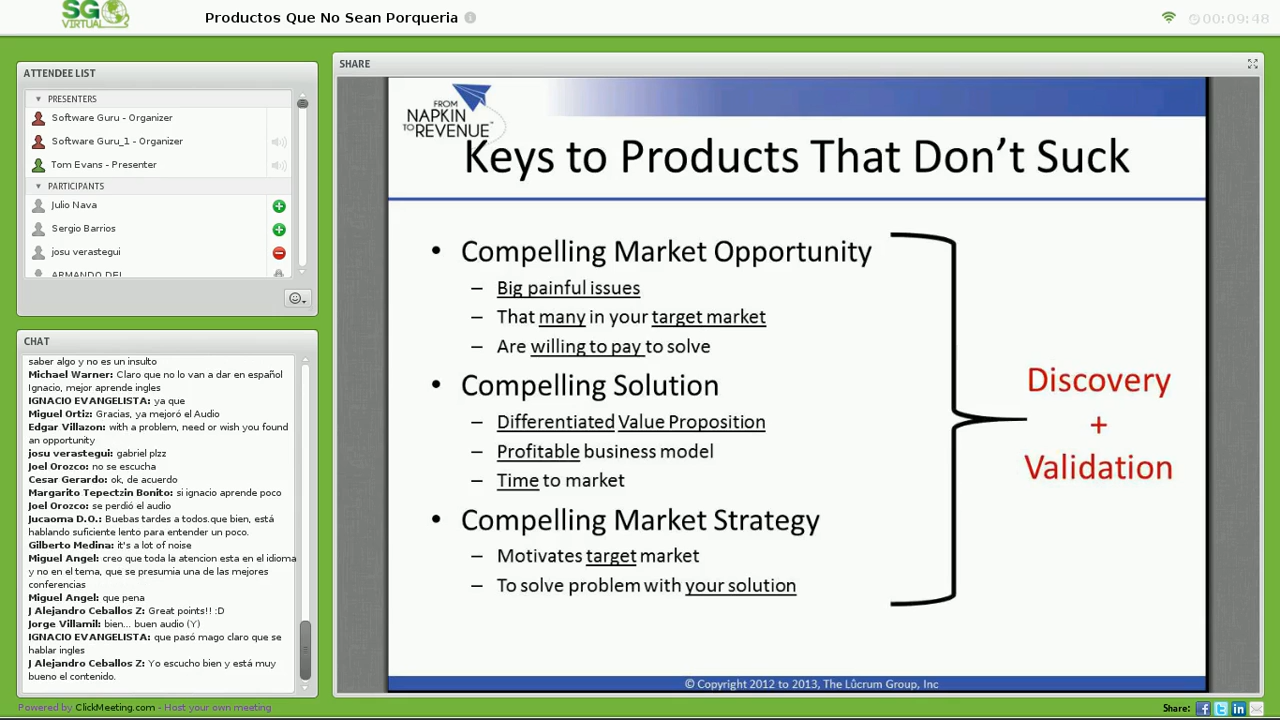 SG
VIRTUAL
Productos Que No Sean Porqueria
00:09:48
ATTENDEE LIST
PRESENTERS
Software Guru - Organizer
Software Guru_1 - Organizer
Tom Evans - Presenter
PARTICIPANTS
Julio Nava
Sergio Barrios
josu verastegui
ARMANDO DEL
CHAT
saber algo y no es un insulto
Michael Warner: Claro que no lo van a dar en español
Ignacio, mejor aprende ingles
IGNACIO EVANGELISTA: ya que
Miguel Ortiz: Gracias, ya mejoró el Audio
Edgar Villazon: with a problem, need or wish you found
an opportunity
josu verastegui: gabriel plzz
Joel Orozco: no se escucha
Cesar Gerardo: ok, de acuerdo
Margarito Tepectzin Bonito: si ignacio aprende poco
Joel Orozco: se perdió el audio
Jucaoma D.O.: Buebas tardes a todos.que bien, está
hablando suficiente lento para entender un poco.
Gilberto Medina: it's a lot of noise
Miguel Angel: creo que toda la atencion esta en el idioma
y no en el tema, que se presumia una de las mejores
conferencias
Miguel Angel: que pena
J Alejandro Ceballos Z: Great points!! :D
Jorge Villamil: bien... buen audio (Y)
IGNACIO EVANGELISTA: que pasó mago claro que se
hablar ingles
J Alejandro Ceballos Z: Yo escucho bien y está muy
bueno el contenido.
SHARE
FROM
NAPKIN
TO REVENUE™
Keys to Products That Don't Suck
• Compelling Market Opportunity
– Big painful issues
– That many in your target market
– Are willing to pay to solve
• Compelling Solution
– Differentiated Value Proposition
– Profitable business model
– Time to market
• Compelling Market Strategy
– Motivates target market
– To solve problem with your solution
Discovery
+
Validation
© Copyright 2012 to 2013, The Lûcrum Group, Inc
Powered by ClickMeeting.com - Host your own meeting
Share: